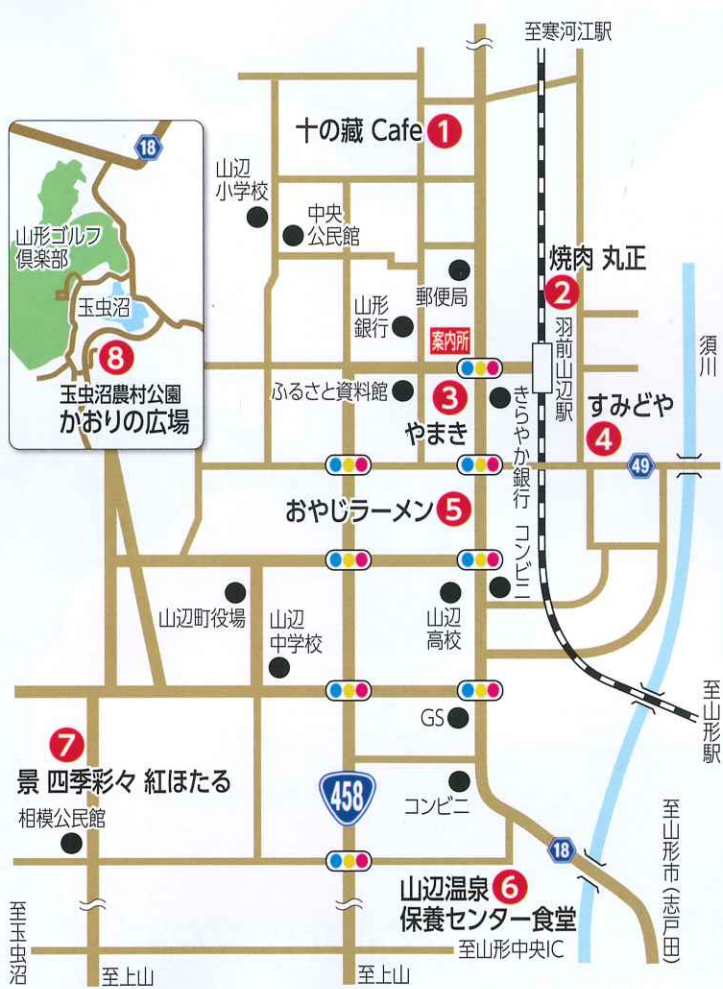 至寒河江駅
十の蔵 Cafe 1
18
山辺
小学校
中央
公民館
山形ゴルフ
倶楽部
玉虫沼
8
玉虫沼農村公園
かおりの広場
焼肉 丸正
2
郵便局
山形
銀行
案内所
羽前山辺駅
須川
ふるさと資料館
3
やまき
きらやか銀行
すみどや
4
49
おやじラーメン 5
コンビニ
山辺町役場
山辺
中学校
山辺
高校
至山形駅
GS
7
景 四季彩々 紅ほたる
相模公民館
458
コンビニ
18
至山形市(志戸田)
山辺温泉 6
保養センター食堂
至玉虫沼
至上山
至上山
至山形中央IC